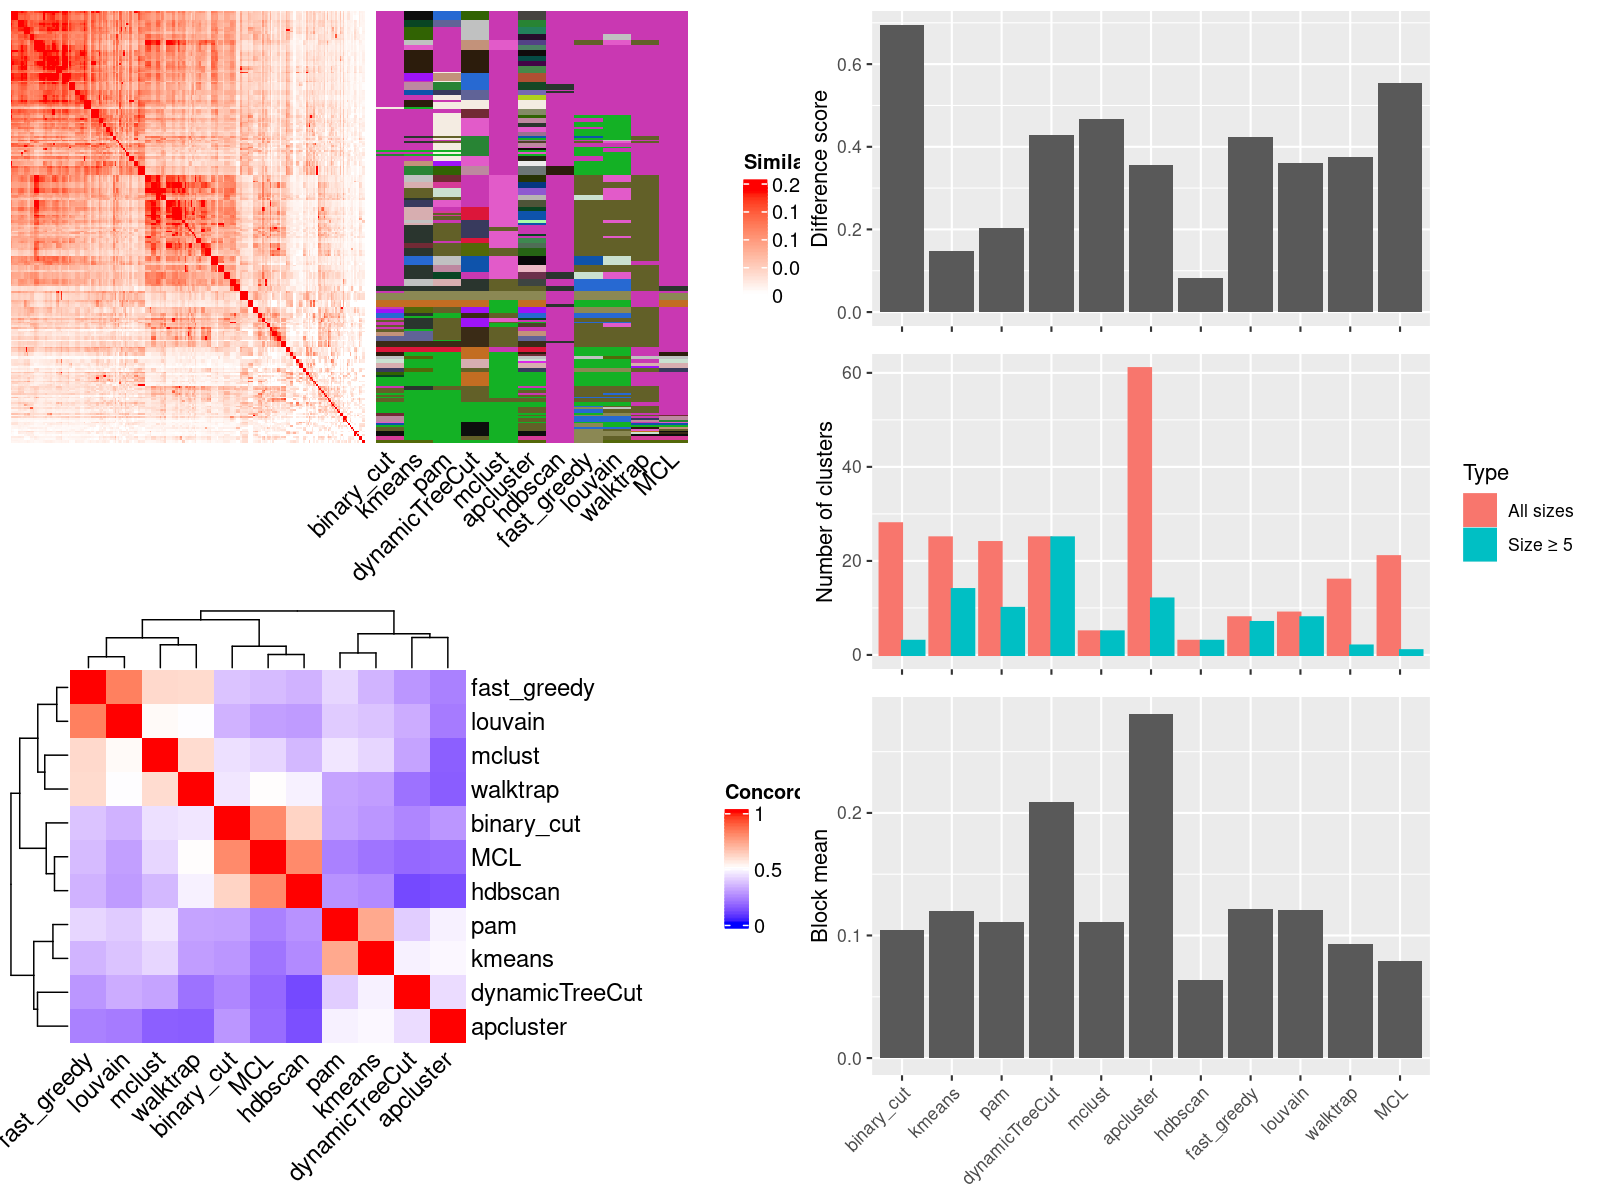 Simila
0.2
0.1
0.1
0.0
0
binary_cut
kmeans
pam
dynamicTreeCut
mclust
apcluster
hdbscan
fast_greedy
louvain
walktrap
MCL
fast_greedy
louvain
mclust
walktrap
binary_cut
MCL
hdbscan
pam
kmeans
dynamicTreeCut
apcluster
fast_greedy
louvain
mclust
walktrap
binary_cut
MCL
hdbscan
pam
kmeans
dynamicTreeCut
apcluster
Concord
1
0.5
0
Difference score
0.6
0.4
0.2
0.0
Number of clusters
60
40
20
0
Type
All sizes
Size ≥ 5
Block mean
0.2
0.1
0.0
binary_cut
kmeans
pam
dynamicTreeCut
mclust
apcluster
hdbscan
fast_greedy
louvain
walktrap
MCL